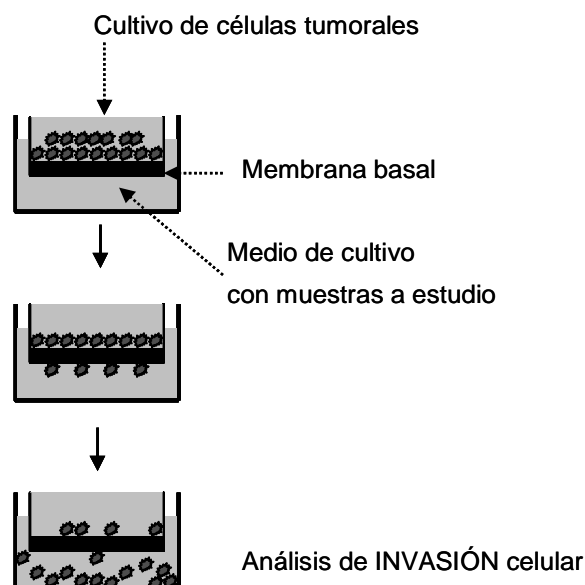 Cultivo de células tumorales
Membrana basal
Medio de cultivo
con muestras a estudio
Análisis de INVASIÓN celular